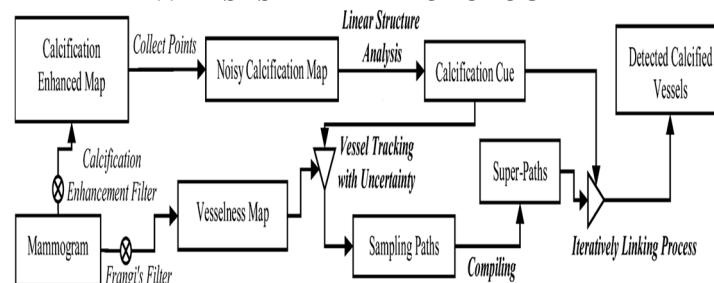 Linear Structure
Analysis
Calcification
Enhanced Map
Collect Points
Noisy Calcification Map
Calcification Cue
Detected Calcified
Vessels
Calcification
Enhancement Filter
Vessel Tracking
with Uncertainty
Super-Paths
Vesselness Map
Mammogram
Frangi's Filter
Sampling Paths
Compiling
Iteratively Linking Process